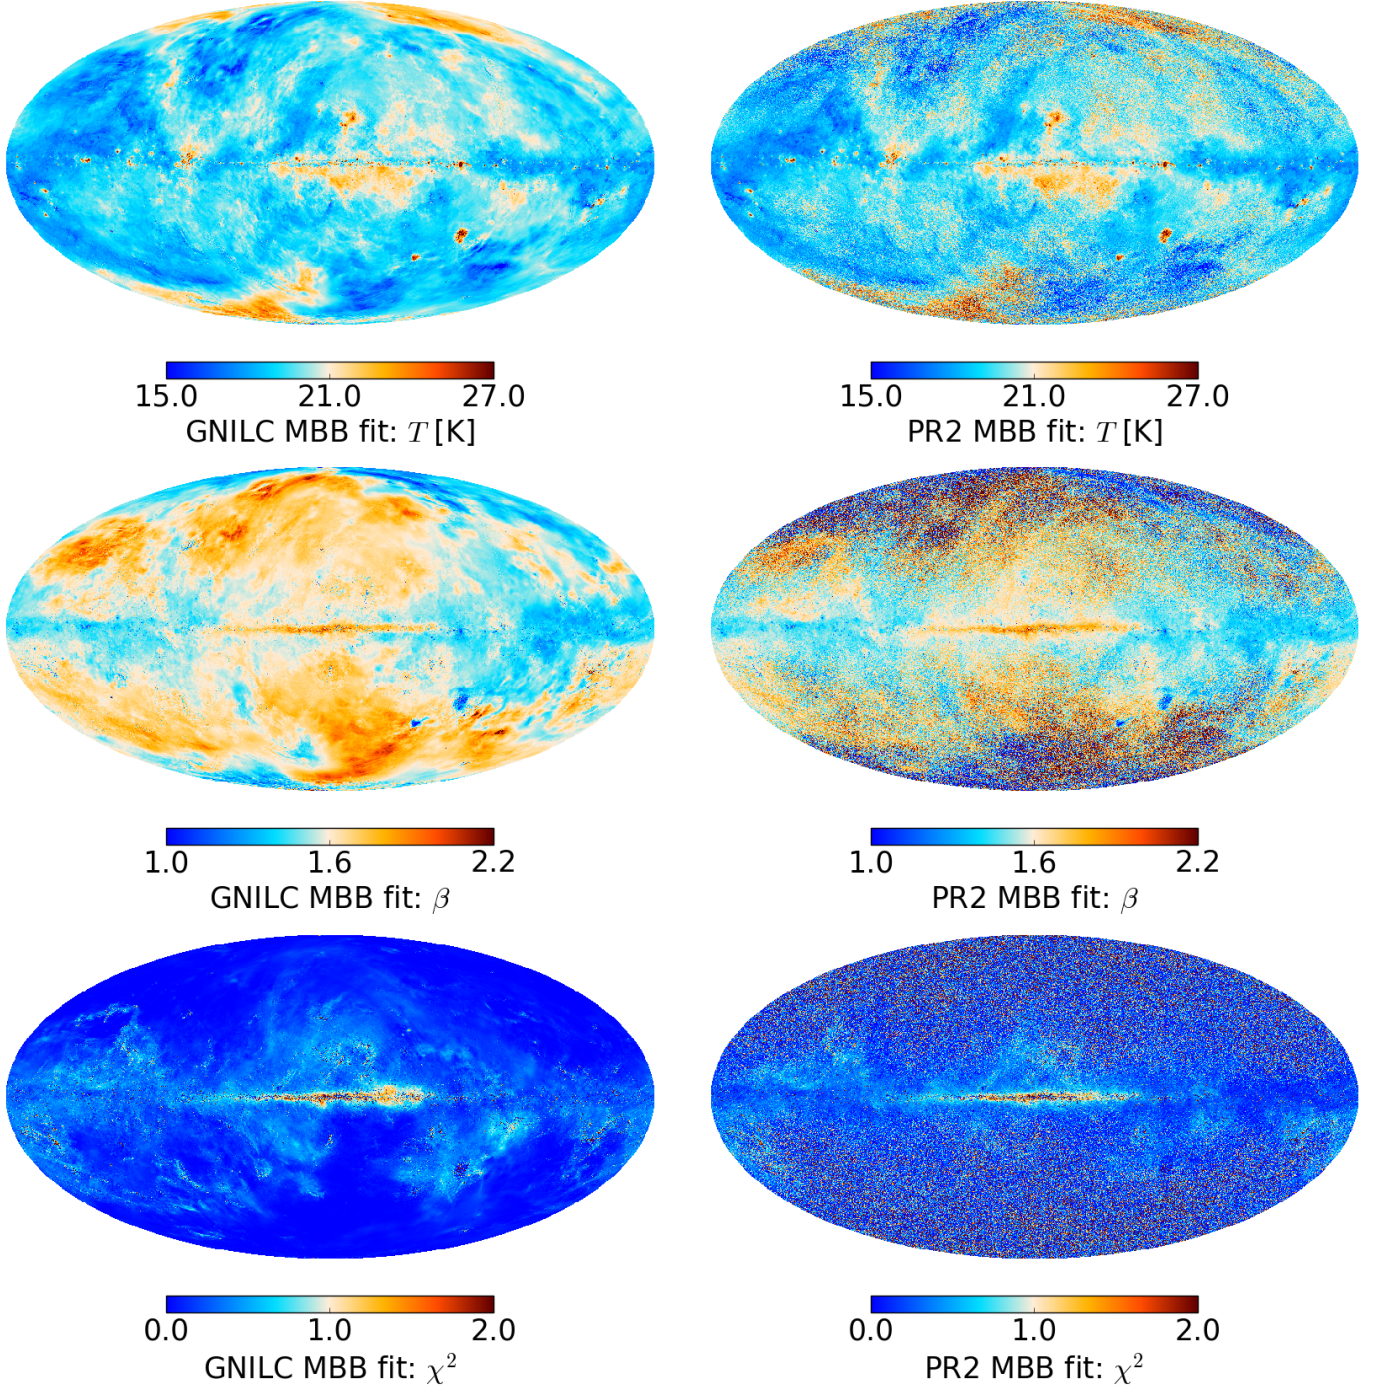 15.0 21.0 27.0
GNILC MBB fit: T [K]
15.0 21.0 27.0
PR2 MBB fit: T [K]
1.0 1.6 2.2
GNILC MBB fit: β
1.0 1.6 2.2
PR2 MBB fit: β
0.0 1.0 2.0
GNILC MBB fit: χ²
0.0 1.0 2.0
PR2 MBB fit: χ²